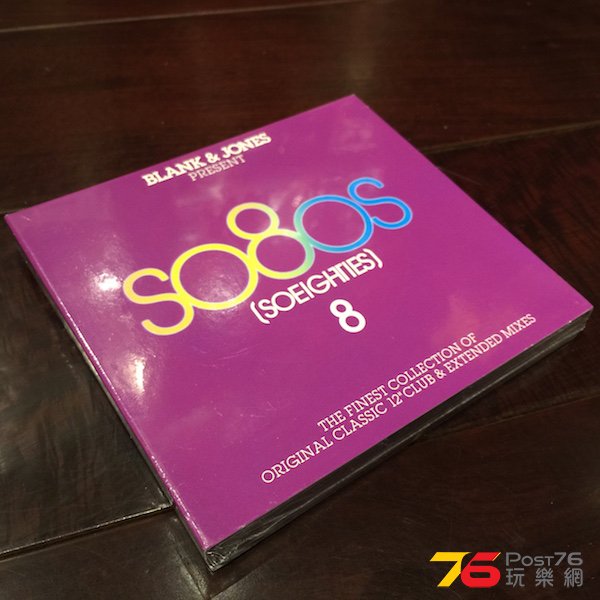 BLANK & JONES
PRESENT
SO8OS
(SOEIGHTIES)
8
THE FINEST COLLECTION OF
ORIGINAL CLASSIC 12" CLUB & EXTENDED MIXES
76 POST76
玩樂網